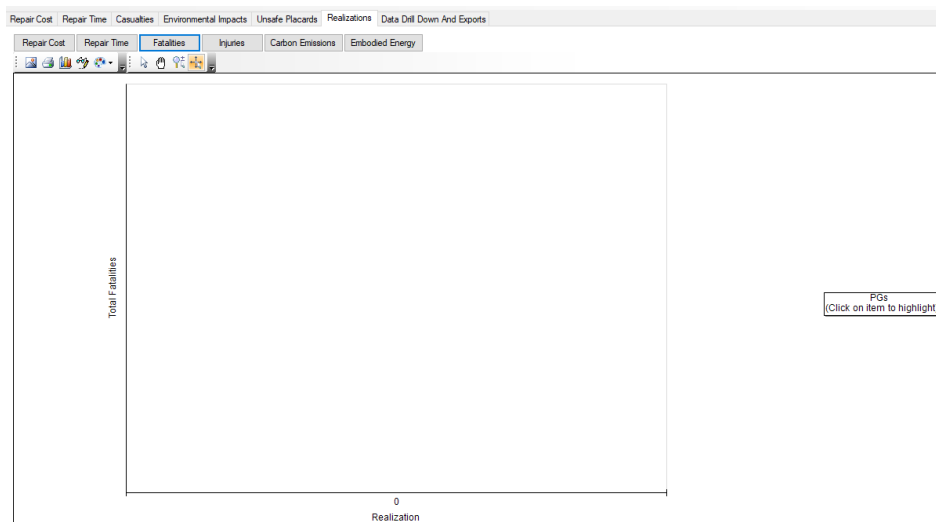 Repair Cost Repair Time Casualties Environmental Impacts Unsafe Placards Realizations Data Drill Down And Exports
Repair Cost Repair Time Fatalities Injuries Carbon Emissions Embodied Energy
Total Fatalities
PGs
(Click on item to highlight
0
Realization